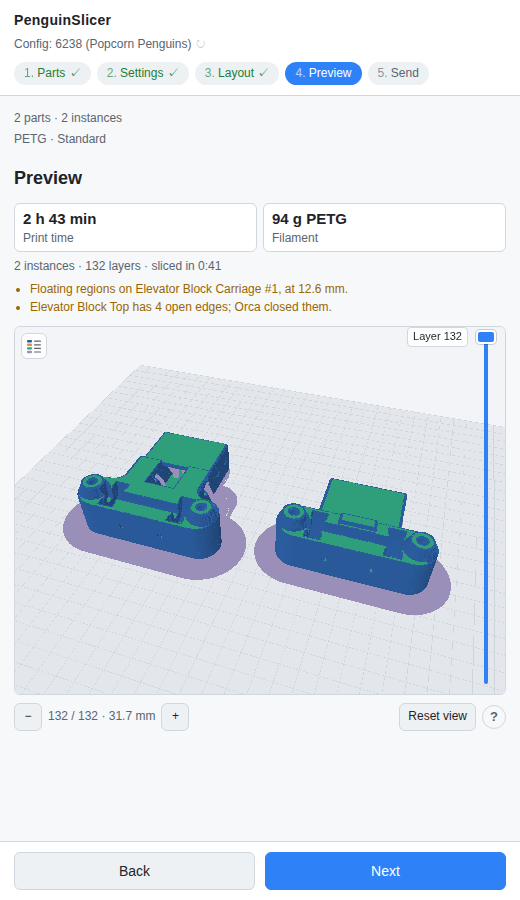 PenguinSlicer
Config: 6238 (Popcorn Penguins)
1. Parts ✓ 2. Settings ✓ 3. Layout ✓ 4. Preview 5. Send
2 parts · 2 instances
PETG · Standard
Preview
2 h 43 min
Print time
94 g PETG
Filament
2 instances · 132 layers · sliced in 0:41
• Floating regions on Elevator Block Carriage #1, at 12.6 mm.
• Elevator Block Top has 4 open edges; Orca closed them.
Layer 132
− 132 / 132 · 31.7 mm +
Reset view ?
Back
Next